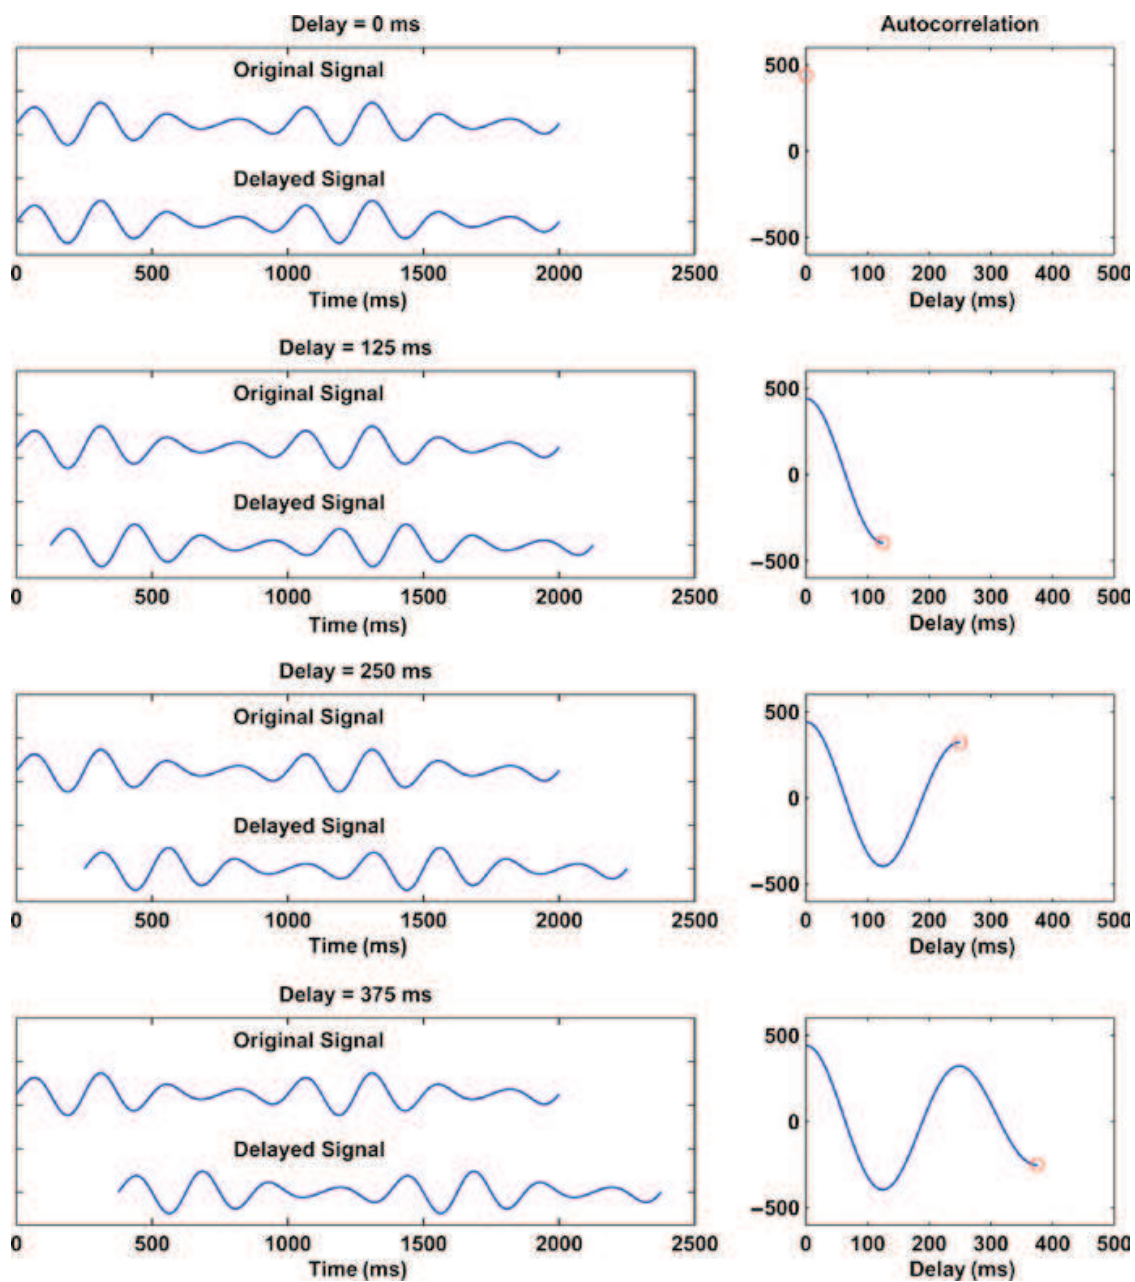 Delay = 0 ms
Autocorrelation
Original Signal
Delayed Signal
500
0
−500
0 500 1000 1500 2000 2500
Time (ms)
0 100 200 300 400 500
Delay (ms)
Delay = 125 ms
Original Signal
Delayed Signal
500
0
−500
0 500 1000 1500 2000 2500
Time (ms)
0 100 200 300 400 500
Delay (ms)
Delay = 250 ms
Original Signal
Delayed Signal
500
0
−500
0 500 1000 1500 2000 2500
Time (ms)
0 100 200 300 400 500
Delay (ms)
Delay = 375 ms
Original Signal
Delayed Signal
500
0
−500
0 500 1000 1500 2000 2500
Time (ms)
0 100 200 300 400 500
Delay (ms)